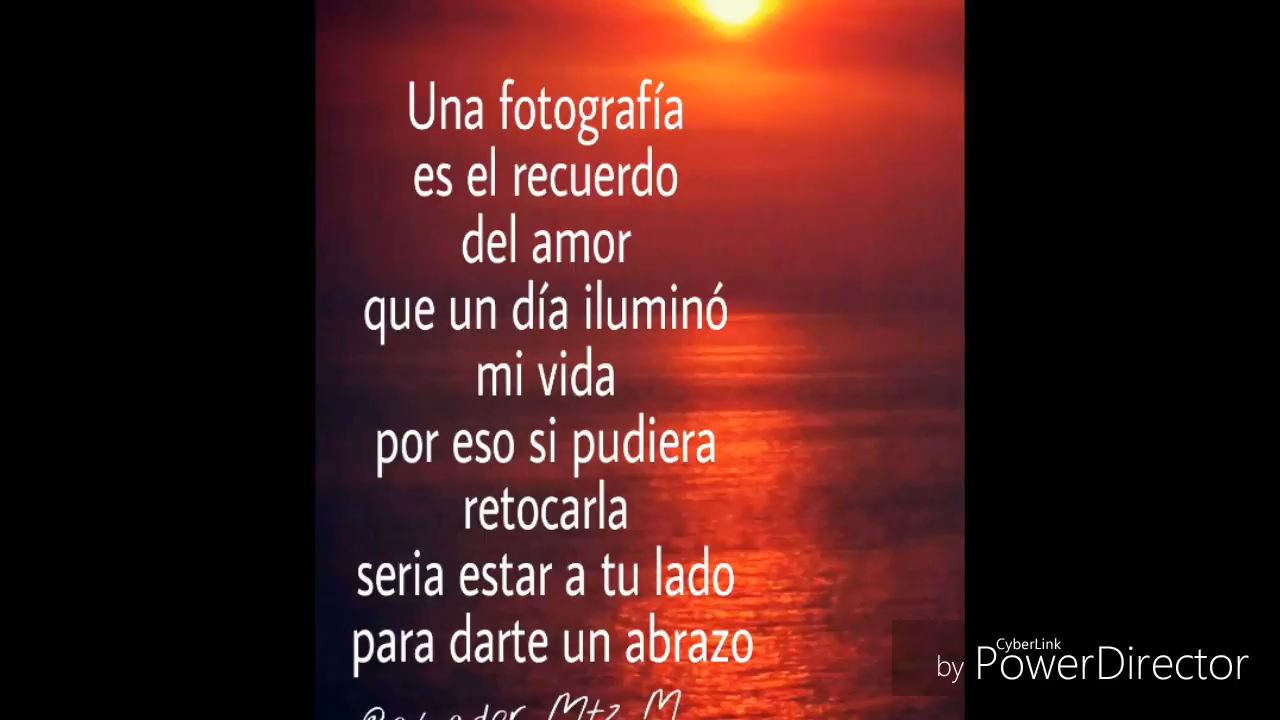 Una fotografía
es el recuerdo
del amor
que un día iluminó
mi vida
por eso si pudiera
retocarla
seria estar a tu lado
para darte un abrazo
Mtz M
CyberLink
by PowerDirector